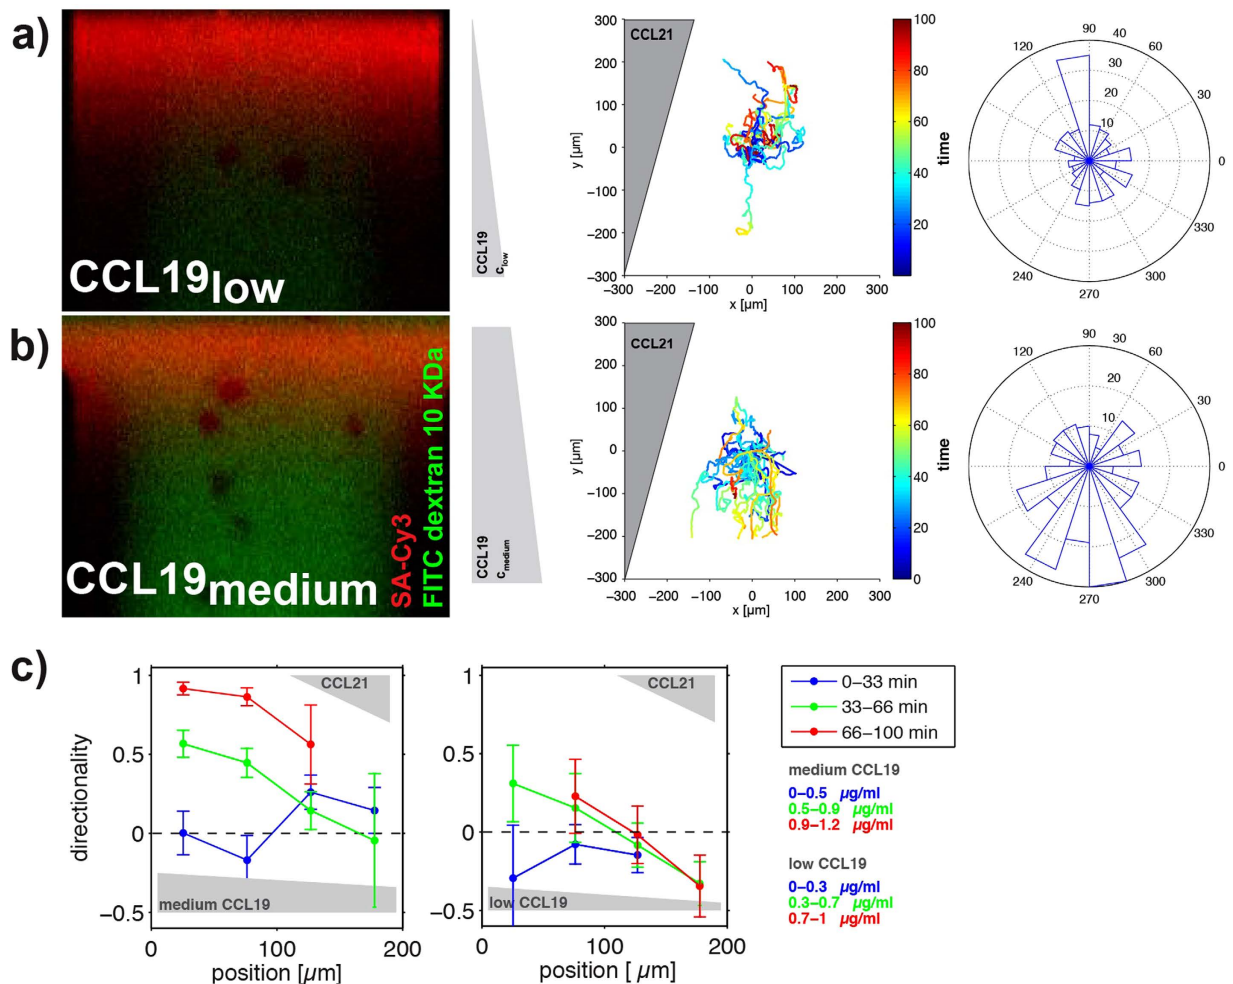 a)
CCL19low
CCL19
clow
CCL21
300
200
100
0
−100
−200
−300
y [µm]
−300 −200 −100 0 100 200 300
x [µm]
100
80
60
40
20
0
time
90
40
120
60
30
30
20
10
0
330
240
300
270
b)
CCL19medium
SA-Cy3
FITC dextran 10 KDa
CCL19
cmedium
CCL21
300
200
100
0
−100
−200
−300
y [µm]
−300 −200 −100 0 100 200 300
x [µm]
100
80
60
40
20
0
time
90
30
120
60
20
30
10
0
330
240
300
270
c)
1
0.5
0
−0.5
directionality
CCL21
medium CCL19
0 100 200
position [µm]
1
0.5
0
−0.5
CCL21
low CCL19
0 100 200
position [ µm]
0−33 min
33−66 min
66−100 min
medium CCL19
0−0.5 µg/ml
0.5−0.9 µg/ml
0.9−1.2 µg/ml
low CCL19
0−0.3 µg/ml
0.3−0.7 µg/ml
0.7−1 µg/ml